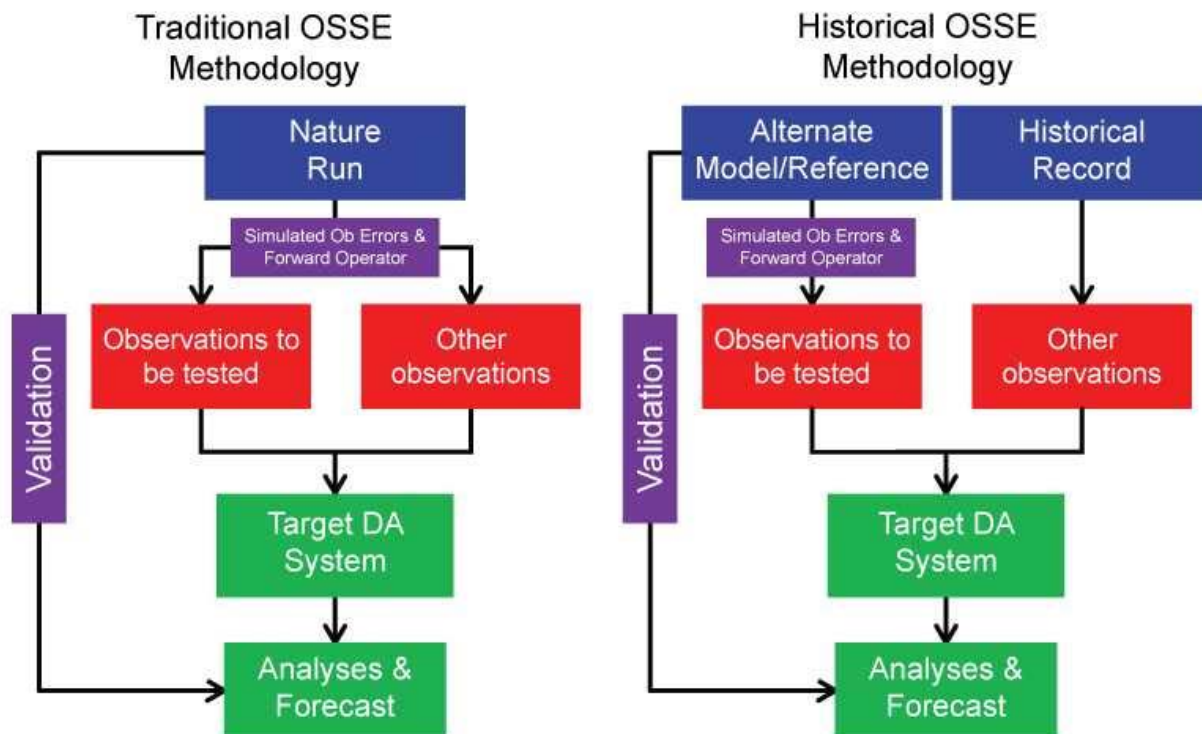 Traditional OSSE
Methodology
Nature
Run
Simulated Ob Errors &
Forward Operator
Observations to
be tested
Other
observations
Validation
Target DA
System
Analyses &
Forecast
Historical OSSE
Methodology
Alternate
Model/Reference
Historical
Record
Simulated Ob Errors &
Forward Operator
Observations to
be tested
Other
observations
Validation
Target DA
System
Analyses &
Forecast